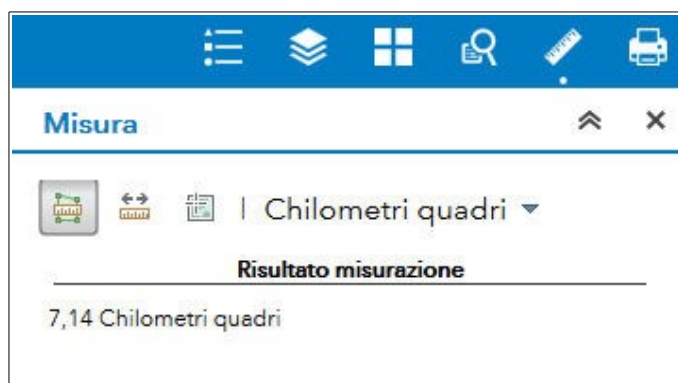 Misura
| Chilometri quadri
Risultato misurazione
7,14 Chilometri quadri